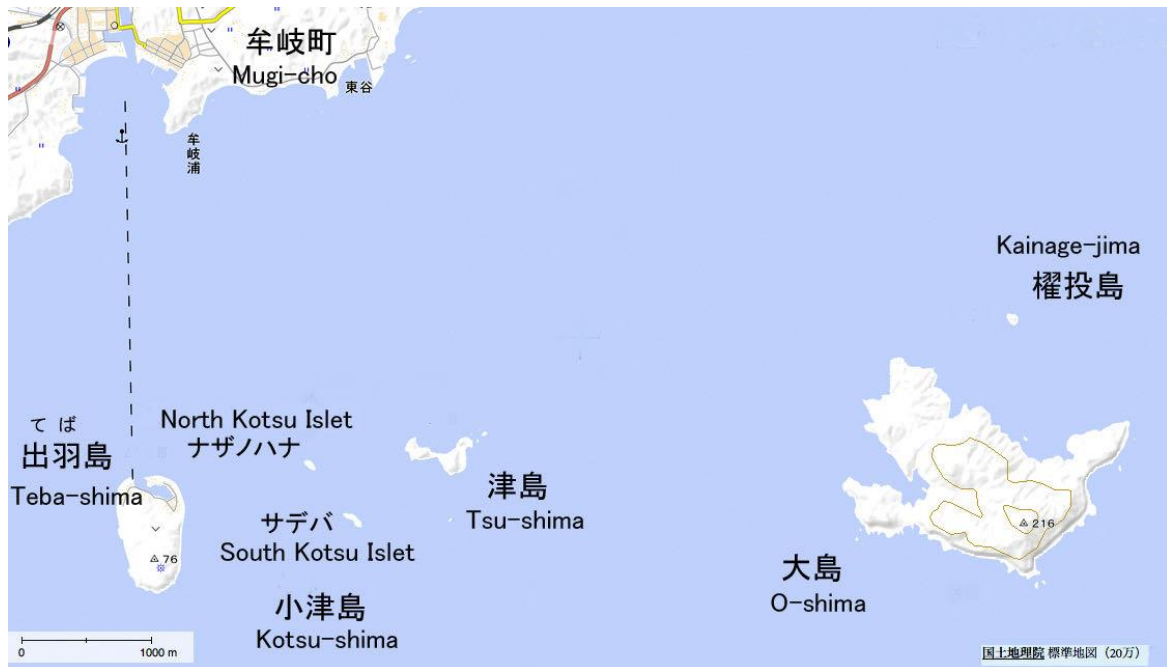 牟岐町
Mugi-cho
東谷
牟岐浦
Kainage-jima
櫂投島
てば
出羽島
Teba-shima
North Kotsu Islet
ナザノハナ
津島
Tsu-shima
サデバ
South Kotsu Islet
76
216
大島
O-shima
小津島
Kotsu-shima
0 1000 m
国土地理院 標準地図（20万）